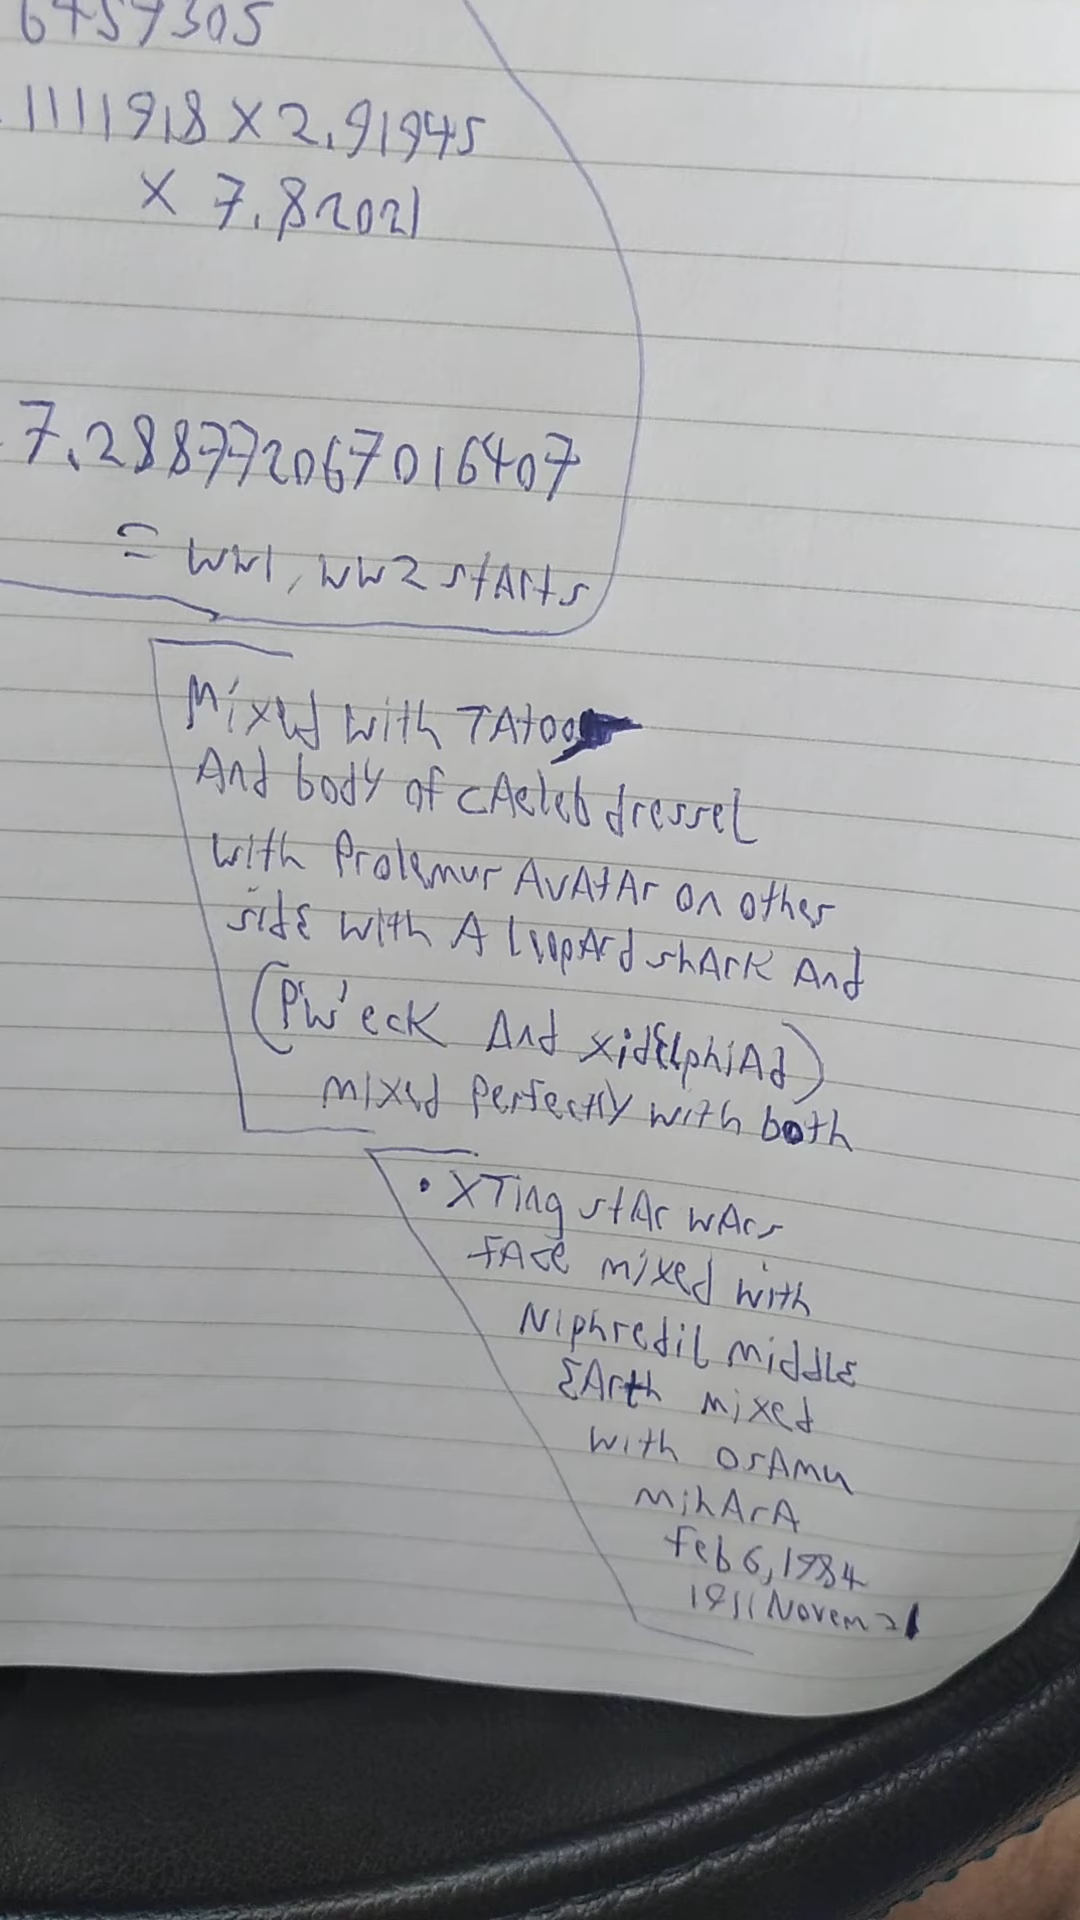 6457305
.1111918 x 2.91945
x 7.82021
7.288772067016407
= WW1, WW2 stArts
Mixed with TAtoo
And body of cAeleb dressel
with Prolemur AvAtAr on other
side with A leopArd shArk And
(Pw'eck And xidelphiAd)
mixed perfectly with both
• XTing stAr wArs
fAce mixed with
Niphredil middle
EArth mixed
with osAmu
mihArA
feb 6, 1984
1911 Novem 21